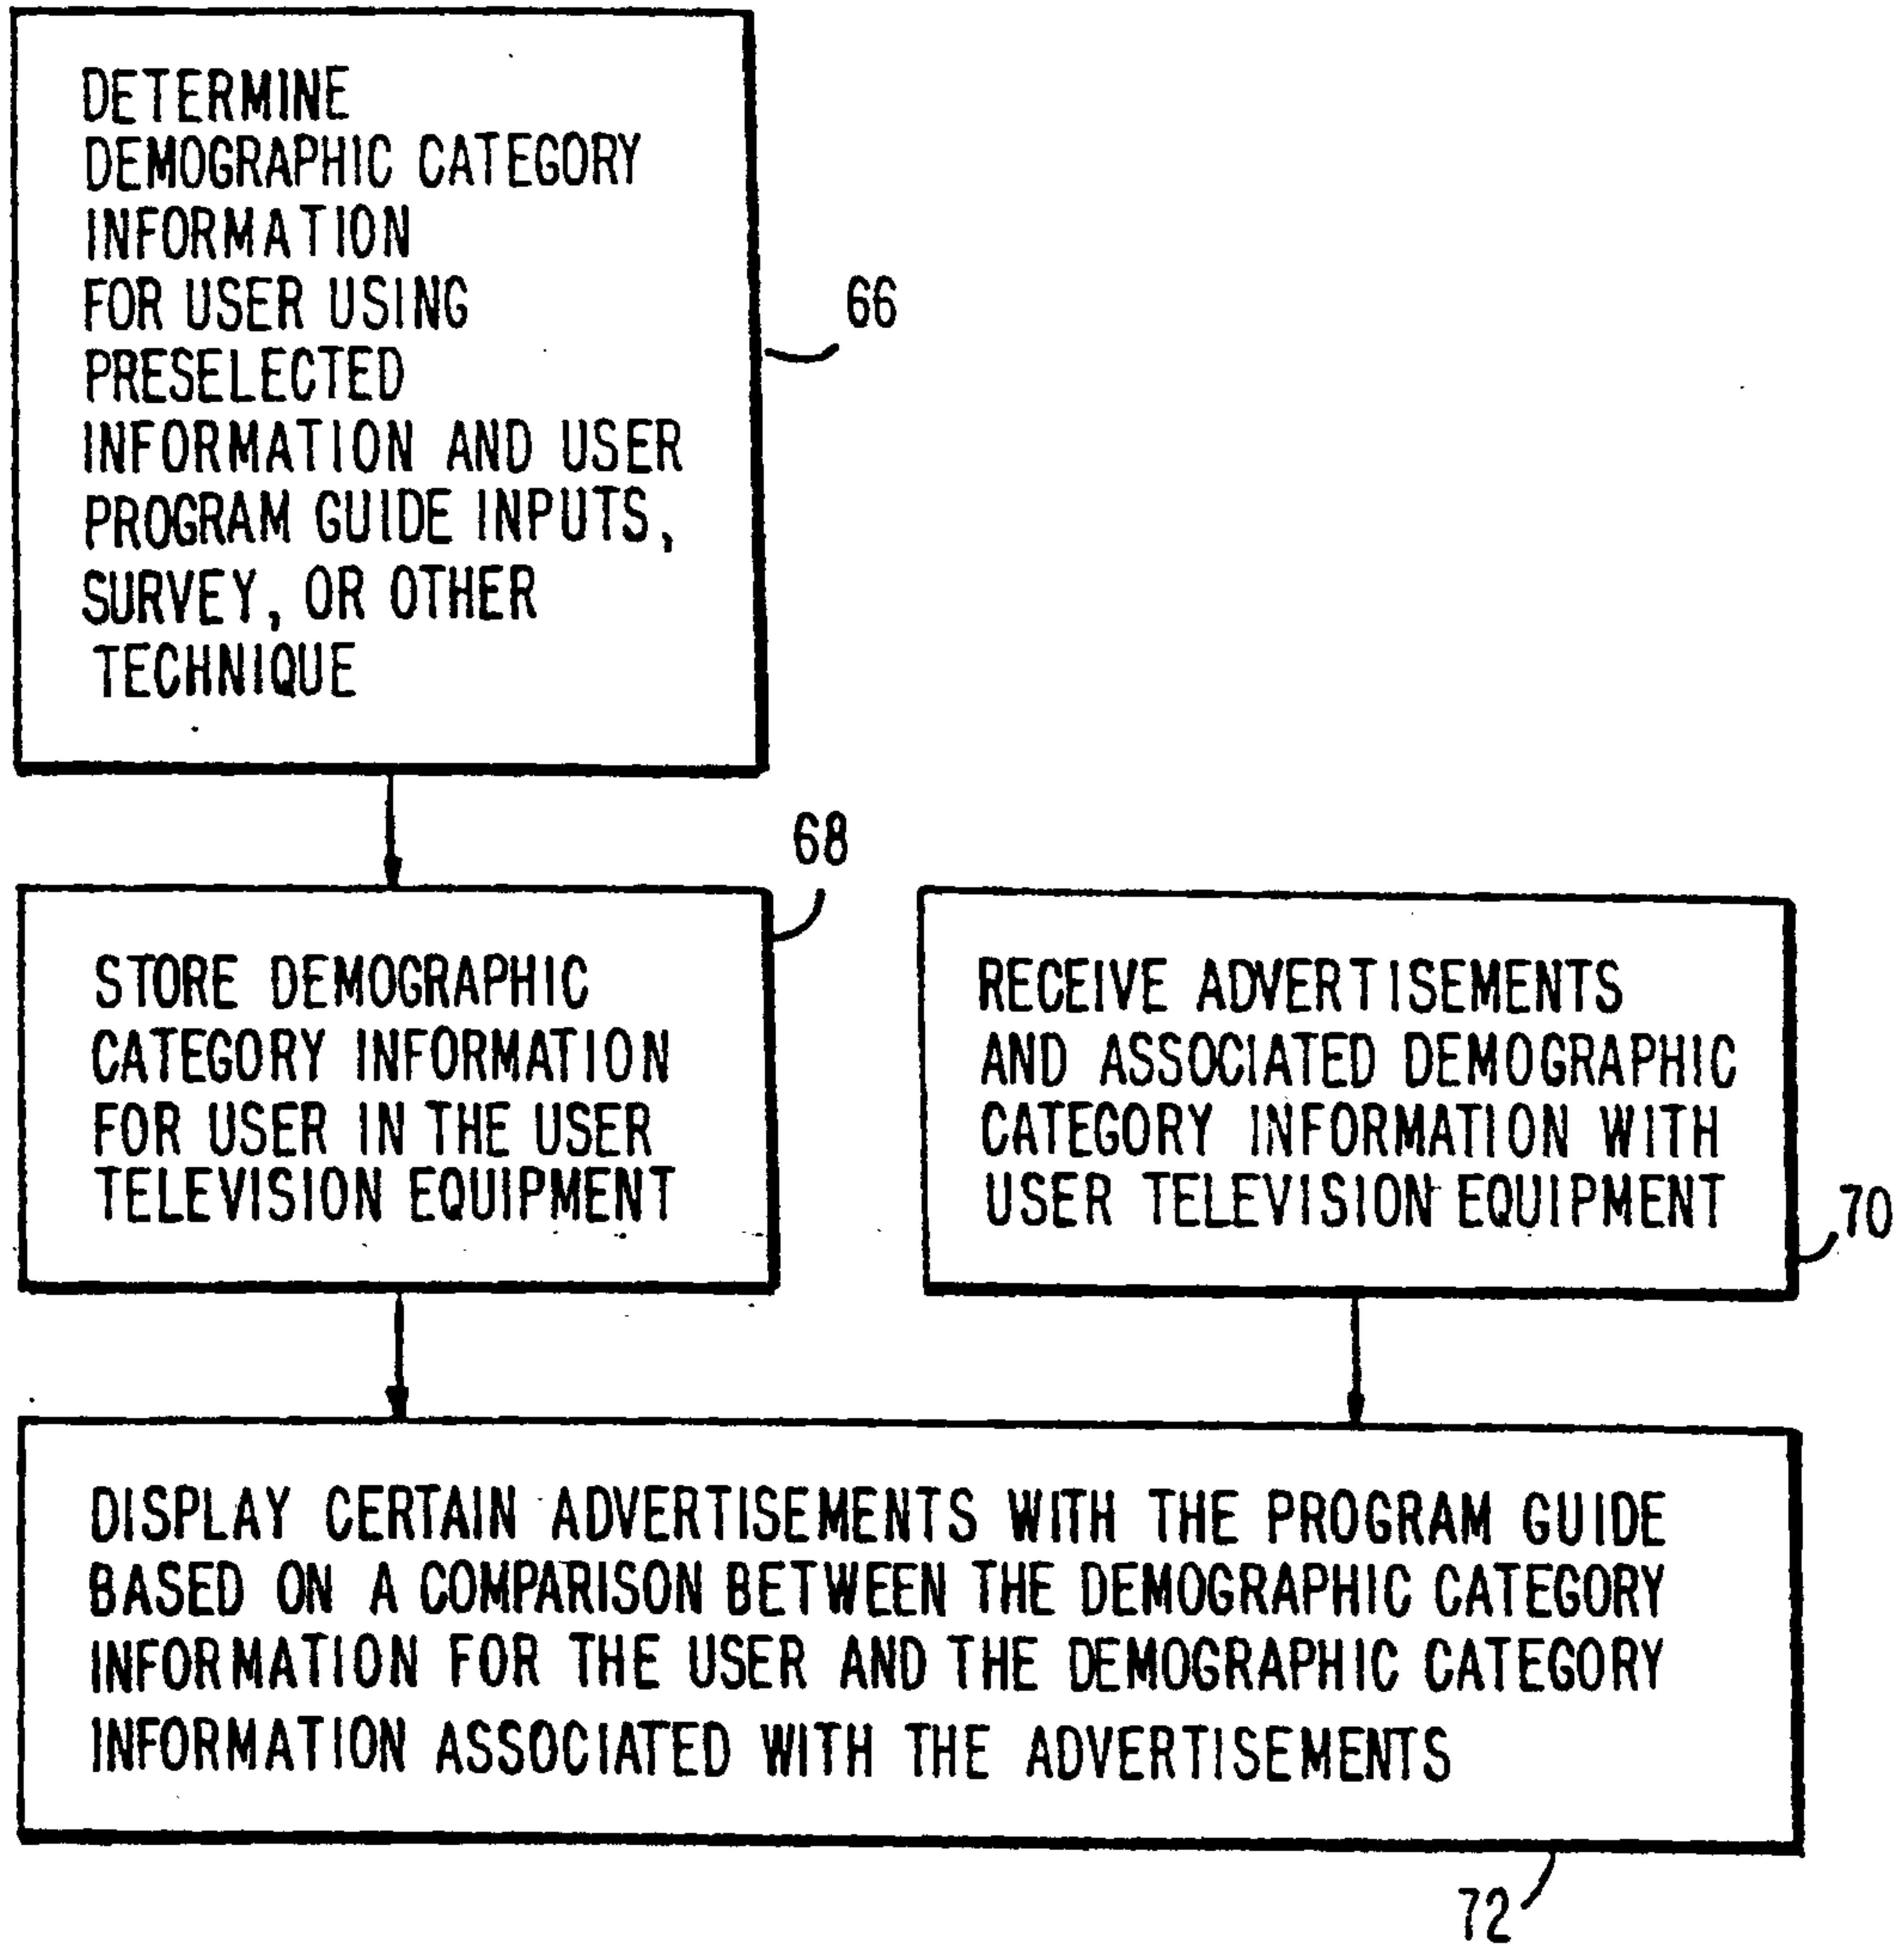 DETERMINE
DEMOGRAPHIC CATEGORY
INFORMATION
FOR USER USING
PRESELECTED
INFORMATION AND USER
PROGRAM GUIDE INPUTS,
SURVEY, OR OTHER
TECHNIQUE
66
68
STORE DEMOGRAPHIC
CATEGORY INFORMATION
FOR USER IN THE USER
TELEVISION EQUIPMENT
RECEIVE ADVERTISEMENTS
AND ASSOCIATED DEMOGRAPHIC
CATEGORY INFORMATION WITH
USER TELEVISION EQUIPMENT
70
DISPLAY CERTAIN ADVERTISEMENTS WITH THE PROGRAM GUIDE
BASED ON A COMPARISON BETWEEN THE DEMOGRAPHIC CATEGORY
INFORMATION FOR THE USER AND THE DEMOGRAPHIC CATEGORY
INFORMATION ASSOCIATED WITH THE ADVERTISEMENTS
72